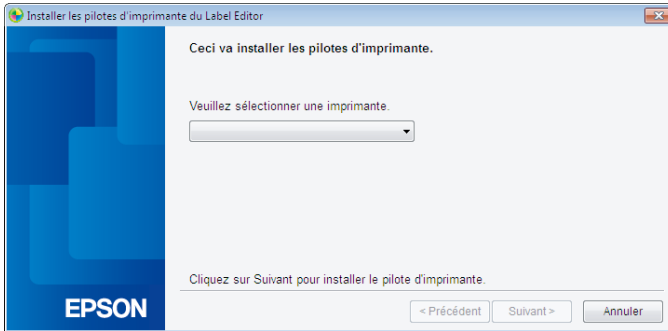 Installer les pilotes d'imprimante du Label Editor
Ceci va installer les pilotes d'imprimante.
Veuillez sélectionner une imprimante.
Cliquez sur Suivant pour installer le pilote d'imprimante.
EPSON
< Précédent
Suivant >
Annuler